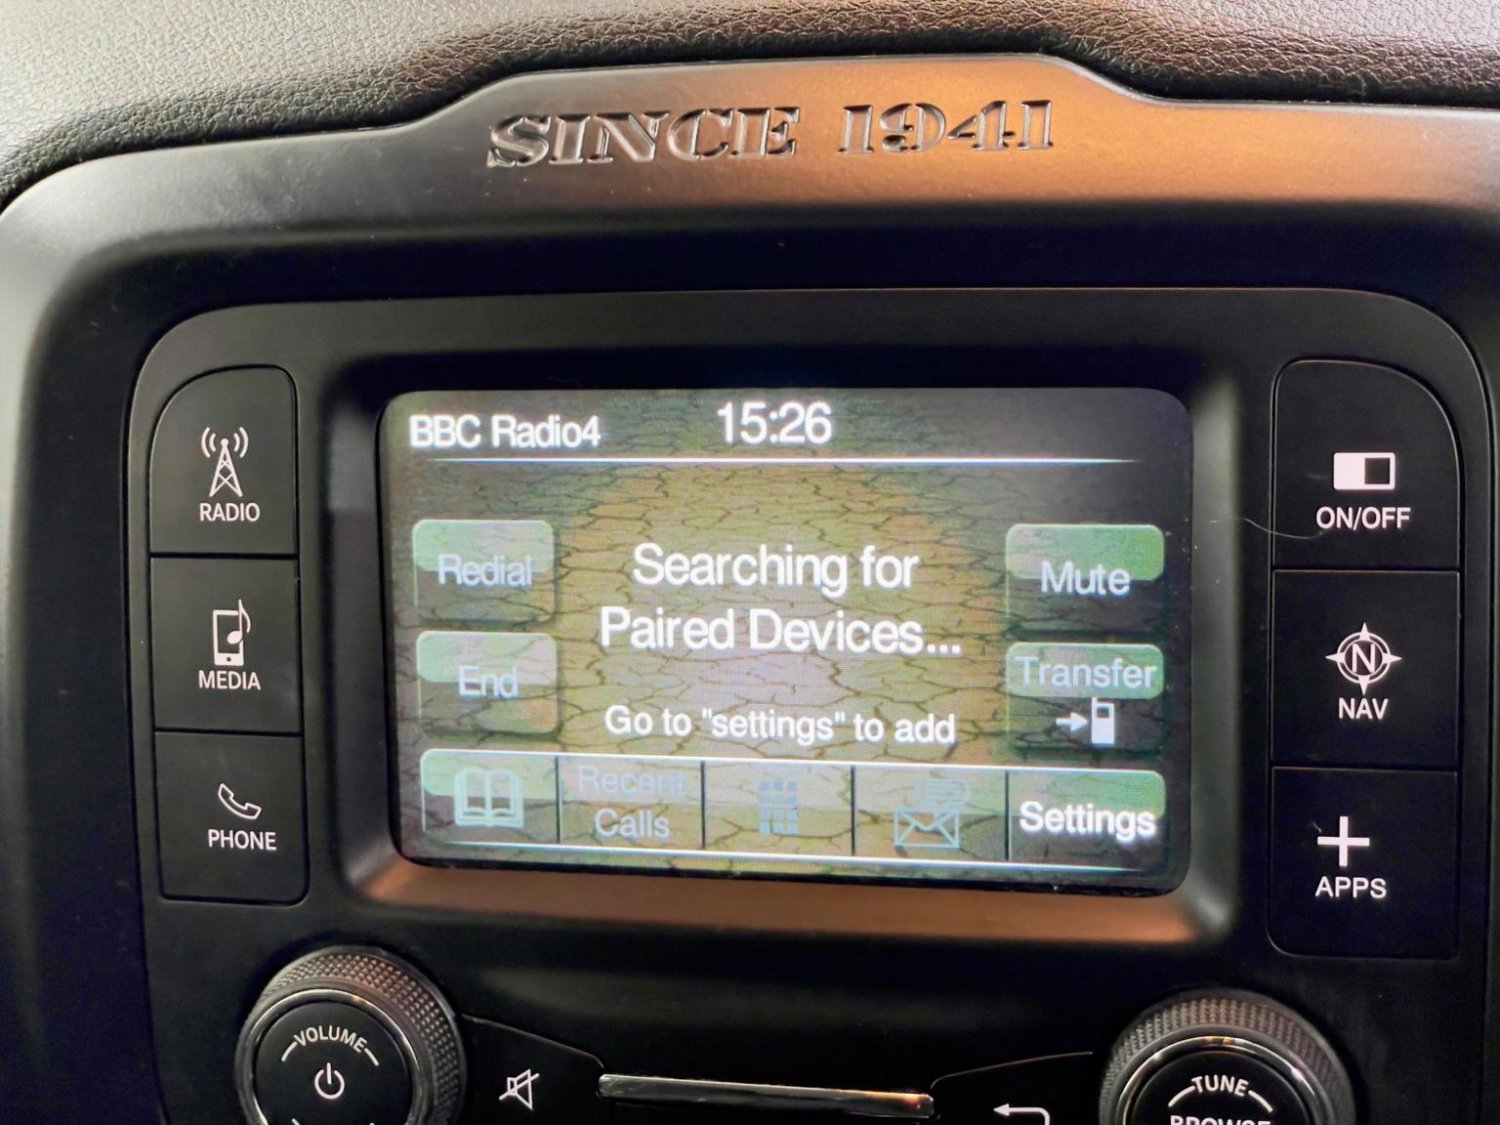 SINCE 1941
BBC Radio4
15:26
RADIO
MEDIA
PHONE
Redial
End
Searching for
Paired Devices...
Go to "settings" to add
Mute
Transfer
Recent
Calls
Settings
ON/OFF
N
NAV
APPS
VOLUME
TUNE
BROWSE